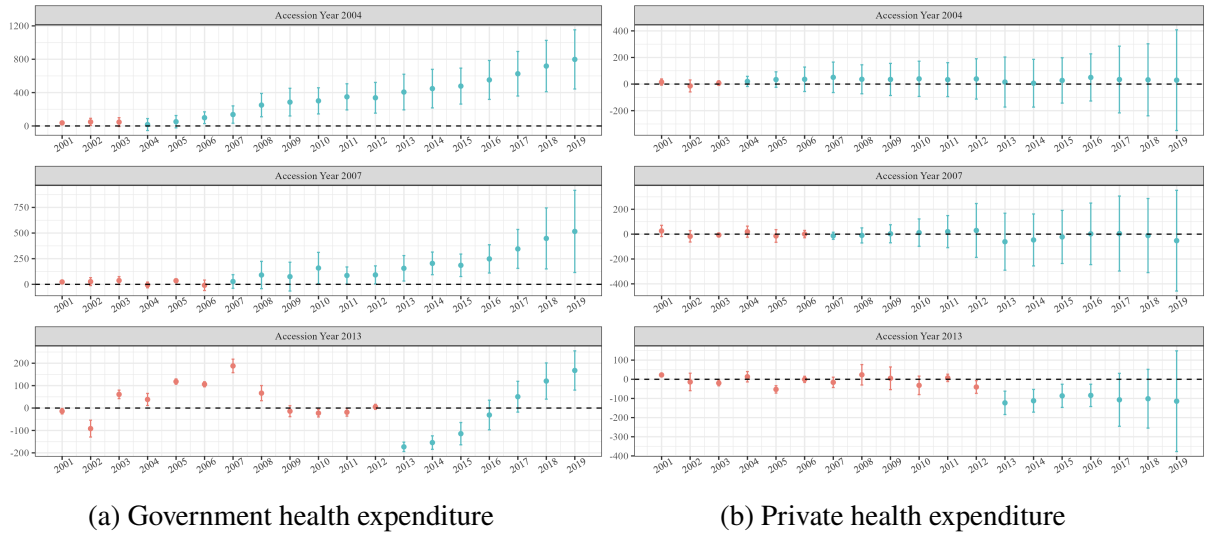 Accession Year 2004
1200
800
400
0
2001 2002 2003 2004 2005 2006 2007 2008 2009 2010 2011 2012 2013 2014 2015 2016 2017 2018 2019
Accession Year 2007
750
500
250
0
2001 2002 2003 2004 2005 2006 2007 2008 2009 2010 2011 2012 2013 2014 2015 2016 2017 2018 2019
Accession Year 2013
200
100
0
-100
-200
2001 2002 2003 2004 2005 2006 2007 2008 2009 2010 2011 2012 2013 2014 2015 2016 2017 2018 2019
(a) Government health expenditure
Accession Year 2004
400
200
0
-200
2001 2002 2003 2004 2005 2006 2007 2008 2009 2010 2011 2012 2013 2014 2015 2016 2017 2018 2019
Accession Year 2007
200
0
-200
-400
2001 2002 2003 2004 2005 2006 2007 2008 2009 2010 2011 2012 2013 2014 2015 2016 2017 2018 2019
Accession Year 2013
100
0
-100
-200
-300
-400
2001 2002 2003 2004 2005 2006 2007 2008 2009 2010 2011 2012 2013 2014 2015 2016 2017 2018 2019
(b) Private health expenditure